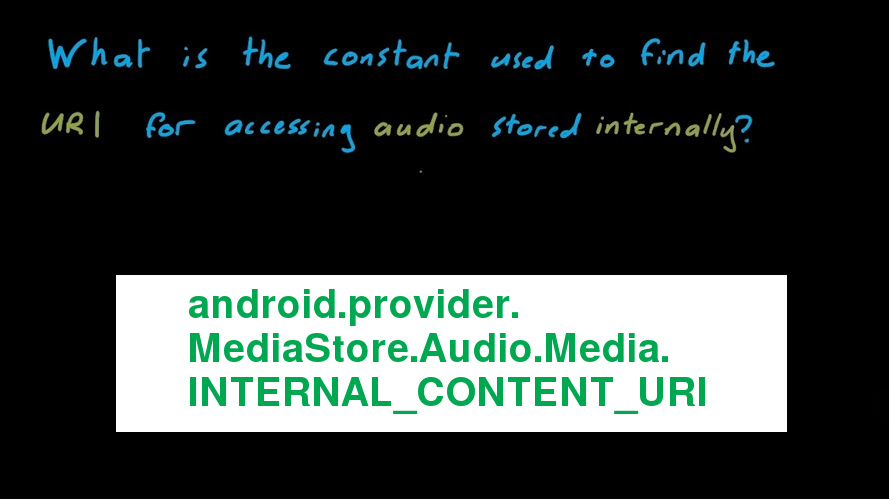 What is the constant used to find the
URI for accessing audio stored internally?
android.provider.
MediaStore.Audio.Media.
INTERNAL_CONTENT_URI